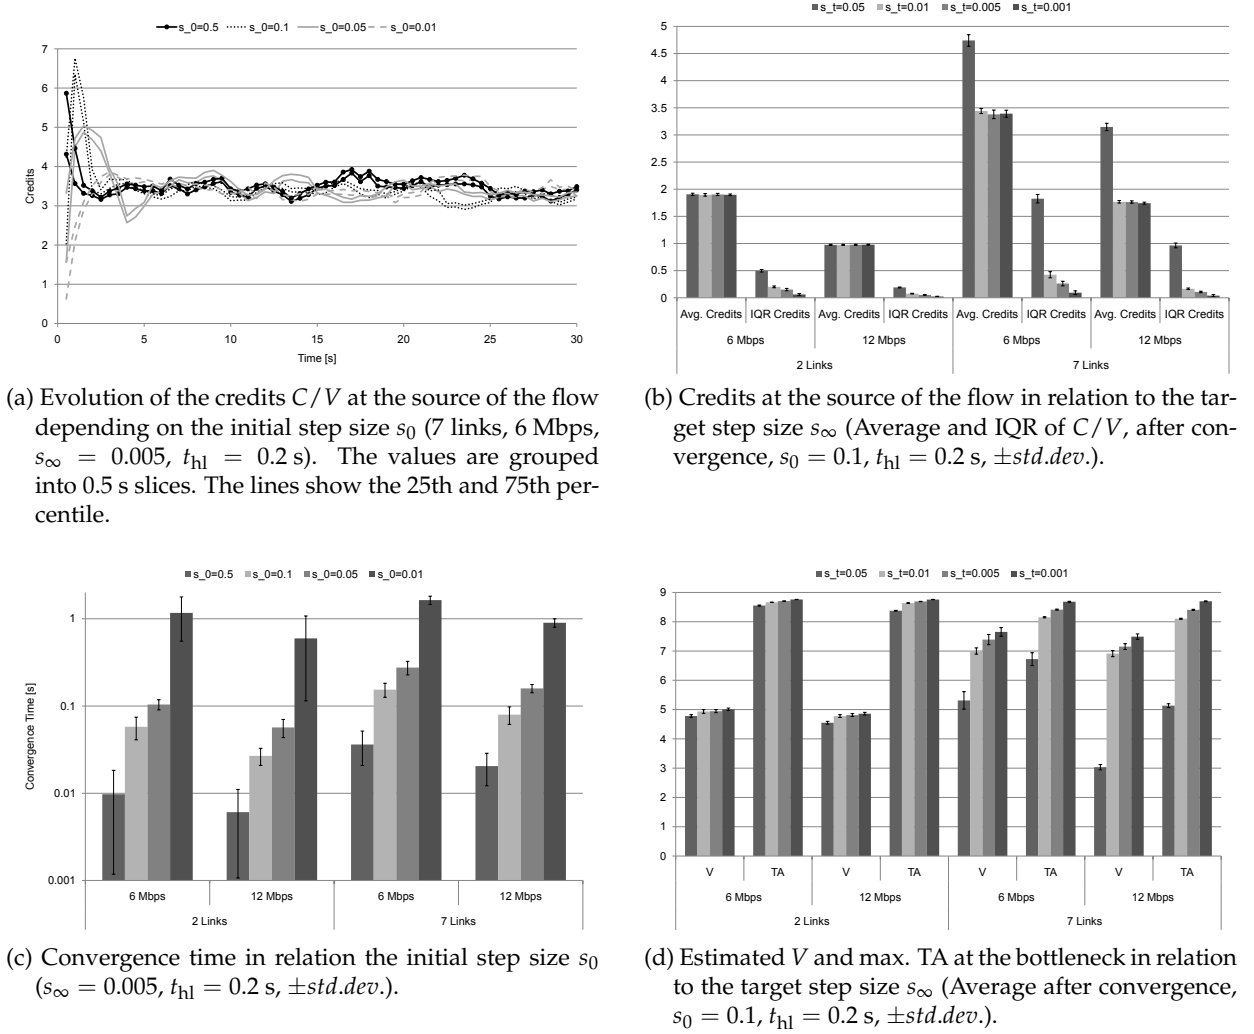 s_0=0.5 s_0=0.1 s_0=0.05 s_0=0.01
7
6
5
4
3
2
1
0
Credits
0 5 10 15 20 25 30
Time [s]
(a) Evolution of the credits C/V at the source of the flow
depending on the initial step size s₀ (7 links, 6 Mbps,
s∞ = 0.005, t_hl = 0.2 s). The values are grouped
into 0.5 s slices. The lines show the 25th and 75th per-
centile.
s_t=0.05 s_t=0.01 s_t=0.005 s_t=0.001
5
4.5
4
3.5
3
2.5
2
1.5
1
0.5
0
Avg. Credits IQR Credits Avg. Credits IQR Credits Avg. Credits IQR Credits Avg. Credits IQR Credits
6 Mbps 12 Mbps 6 Mbps 12 Mbps
2 Links 7 Links
(b) Credits at the source of the flow in relation to the tar-
get step size s∞ (Average and IQR of C/V, after con-
vergence, s₀ = 0.1, t_hl = 0.2 s, ±std.dev.).
s_0=0.5 s_0=0.1 s_0=0.05 s_0=0.01
1
0.1
0.01
0.001
Convergence Time [s]
6 Mbps 12 Mbps 6 Mbps 12 Mbps
2 Links 7 Links
(c) Convergence time in relation the initial step size s₀
(s∞ = 0.005, t_hl = 0.2 s, ±std.dev.).
s_t=0.05 s_t=0.01 s_t=0.005 s_t=0.001
9
8
7
6
5
4
3
2
1
0
V TA V TA V TA V TA
6 Mbps 12 Mbps 6 Mbps 12 Mbps
2 Links 7 Links
(d) Estimated V and max. TA at the bottleneck in relation
to the target step size s∞ (Average after convergence,
s₀ = 0.1, t_hl = 0.2 s, ±std.dev.).